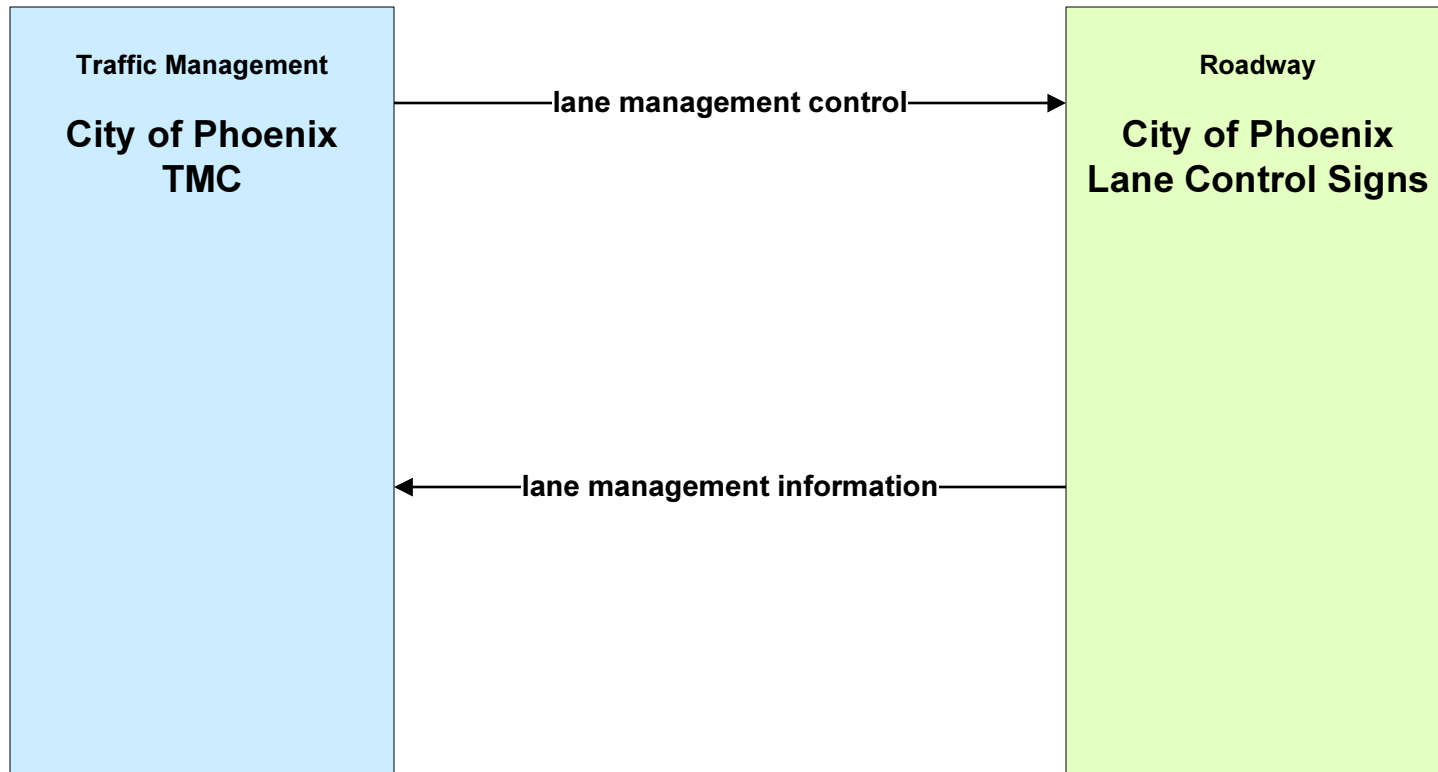 Traffic Management
City of Phoenix
TMC
lane management control
Roadway
City of Phoenix
Lane Control Signs
lane management information